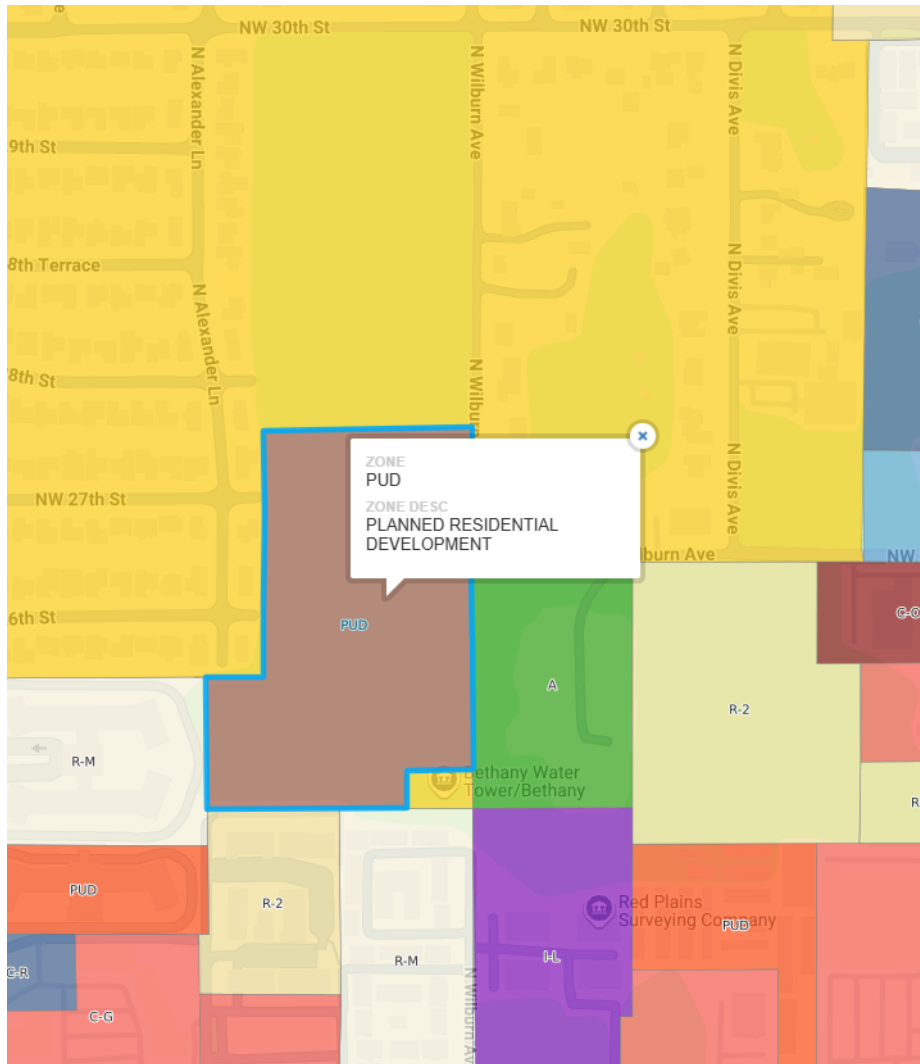 e
NW 30th St
NW 30th St
N Alexander Ln
N Wilburn Ave
N Divis Ave
9th St
8th Terrace
N Divis Ave
N Alexander Ln
8th St
N Wilburn
N Divis Ave
ZONE
PUD
ZONE DESC
PLANNED RESIDENTIAL
DEVELOPMENT
NW 27th St
lburn Ave
NW
6th St
PUD
C-O
A
R-2
R-M
Bethany Water
Tower/Bethany
R
PUD
R-2
Red Plains
Surveying Company
PUD
I-L
R-M
C-R
C-G
N Wilburn Av